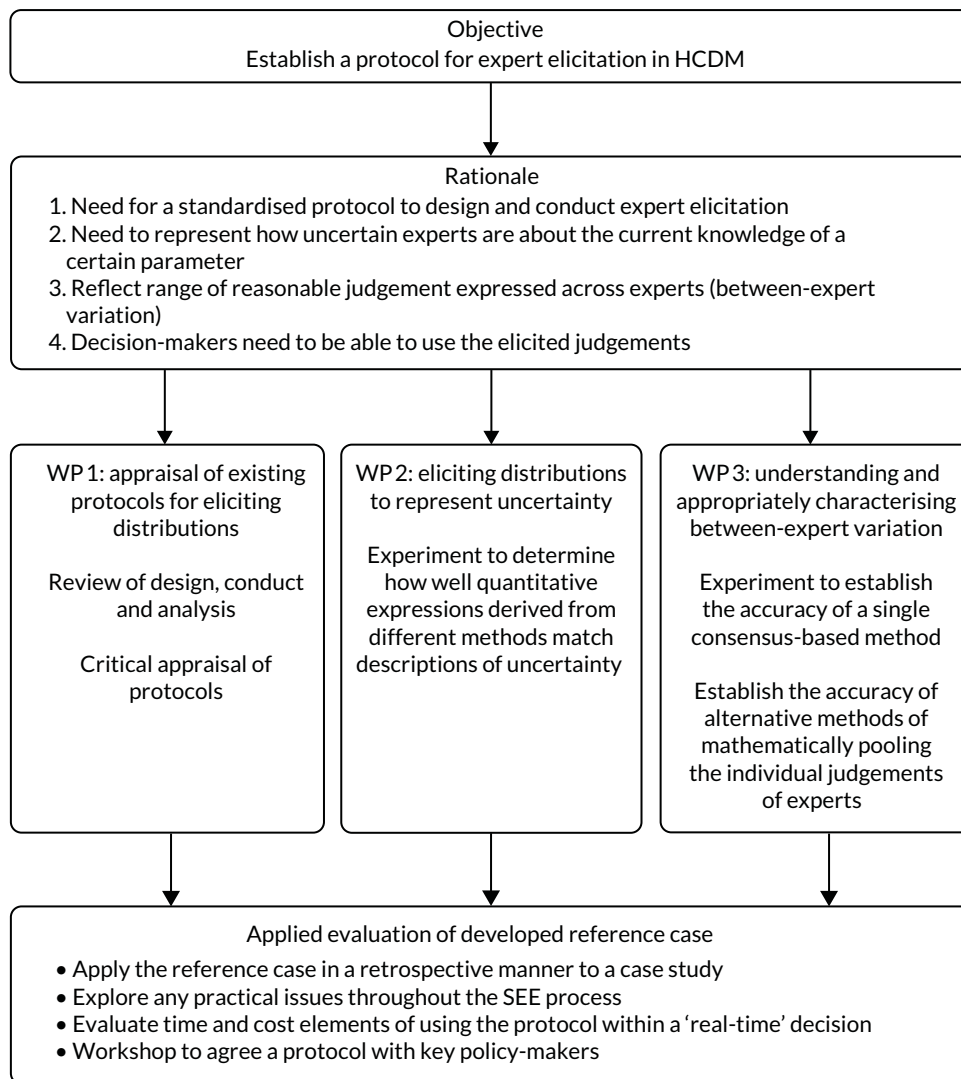 Objective
Establish a protocol for expert elicitation in HCDM
Rationale
1. Need for a standardised protocol to design and conduct expert elicitation
2. Need to represent how uncertain experts are about the current knowledge of a
certain parameter
3. Reflect range of reasonable judgement expressed across experts (between-expert
variation)
4. Decision-makers need to be able to use the elicited judgements
WP 1: appraisal of existing
protocols for eliciting
distributions
Review of design, conduct
and analysis
Critical appraisal of
protocols
WP 2: eliciting distributions
to represent uncertainty
Experiment to determine
how well quantitative
expressions derived from
different methods match
descriptions of uncertainty
WP 3: understanding and
appropriately characterising
between-expert variation
Experiment to establish
the accuracy of a single
consensus-based method
Establish the accuracy of
alternative methods of
mathematically pooling
the individual judgements
of experts
Applied evaluation of developed reference case
• Apply the reference case in a retrospective manner to a case study
• Explore any practical issues throughout the SEE process
• Evaluate time and cost elements of using the protocol within a ‘real-time’ decision
• Workshop to agree a protocol with key policy-makers